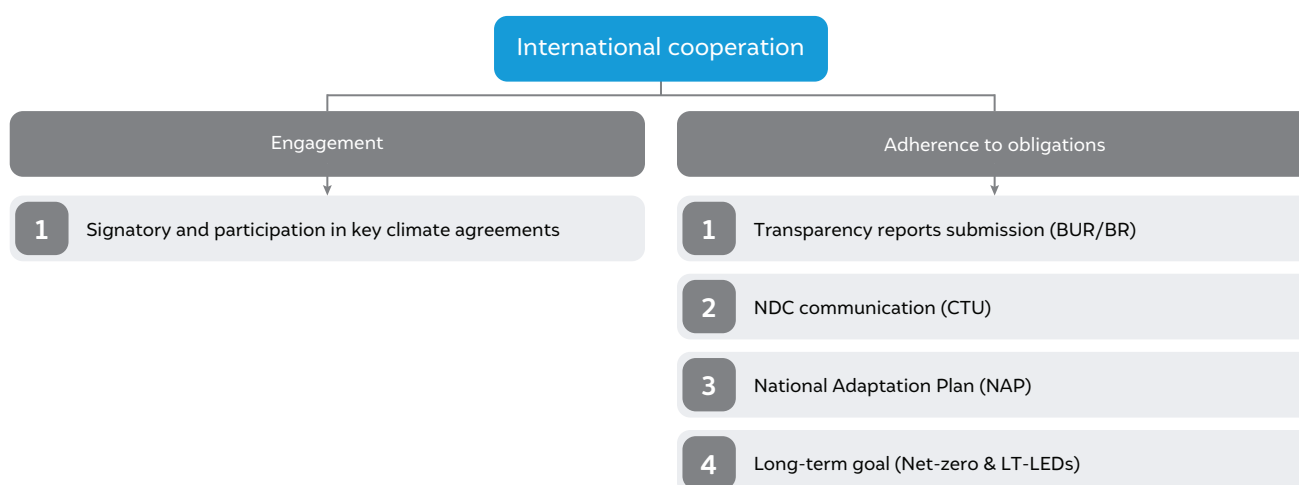 International cooperation
Engagement
1 Signatory and participation in key climate agreements
Adherence to obligations
1 Transparency reports submission (BUR/BR)
2 NDC communication (CTU)
3 National Adaptation Plan (NAP)
4 Long-term goal (Net-zero & LT-LEDs)